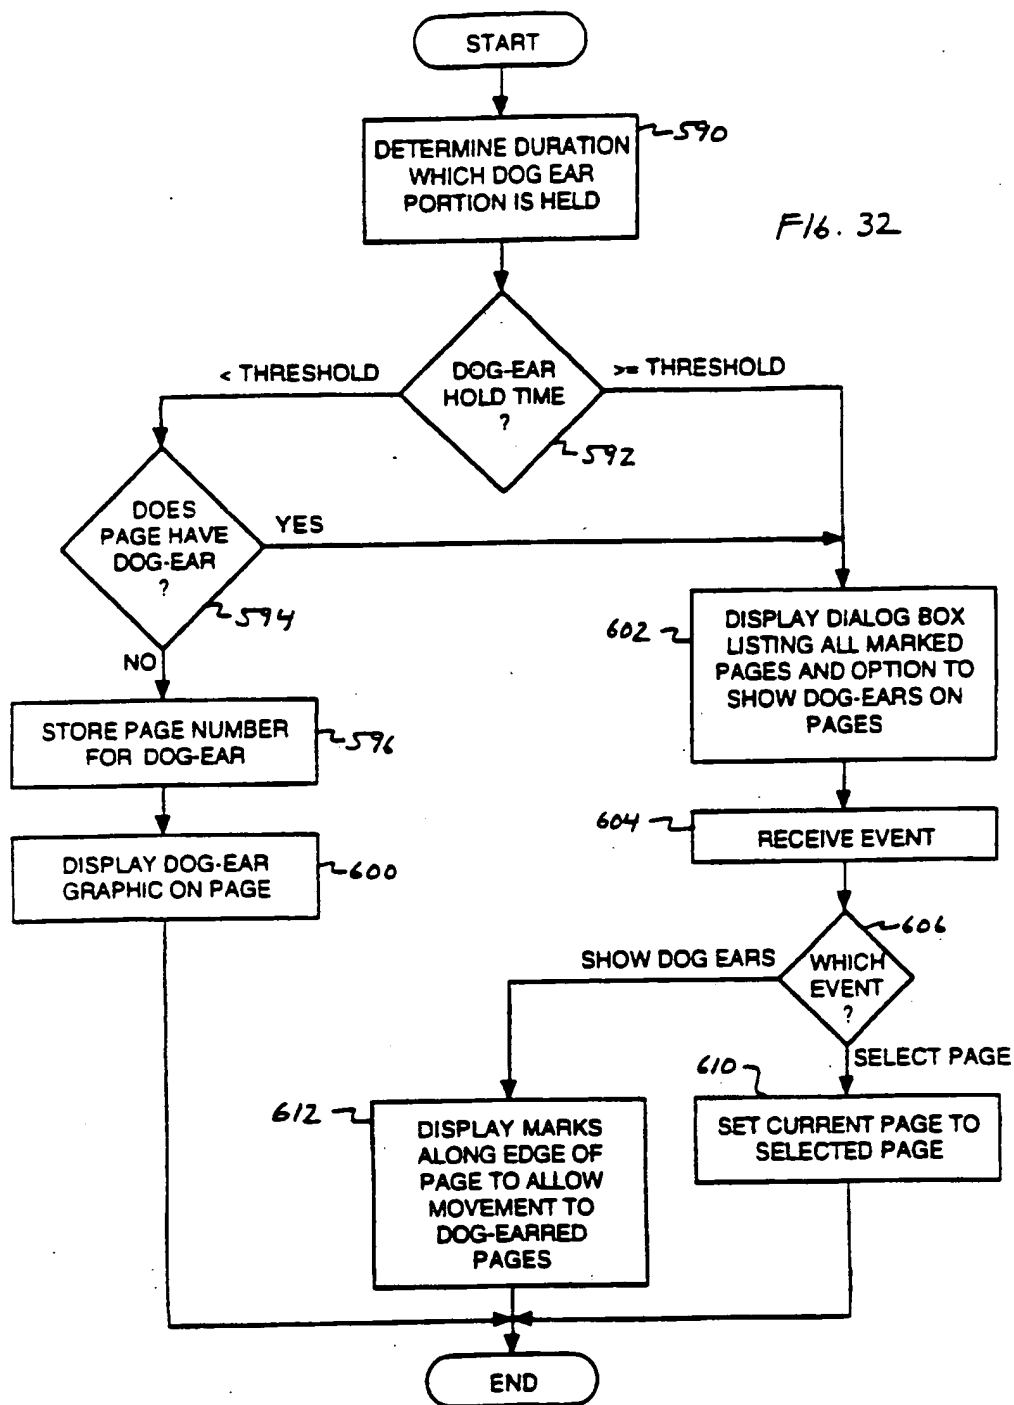 START
DETERMINE DURATION
WHICH DOG EAR
PORTION IS HELD
590
FIG. 32
DOG-EAR
HOLD TIME
?
592
< THRESHOLD
>= THRESHOLD
DOES
PAGE HAVE
DOG-EAR
?
594
YES
NO
STORE PAGE NUMBER
FOR DOG-EAR
596
DISPLAY DOG-EAR
GRAPHIC ON PAGE
600
602
DISPLAY DIALOG BOX
LISTING ALL MARKED
PAGES AND OPTION TO
SHOW DOG-EARS ON
PAGES
604
RECEIVE EVENT
606
WHICH
EVENT
?
SHOW DOG EARS
SELECT PAGE
610
SET CURRENT PAGE TO
SELECTED PAGE
612
DISPLAY MARKS
ALONG EDGE OF
PAGE TO ALLOW
MOVEMENT TO
DOG-EARRED
PAGES
END